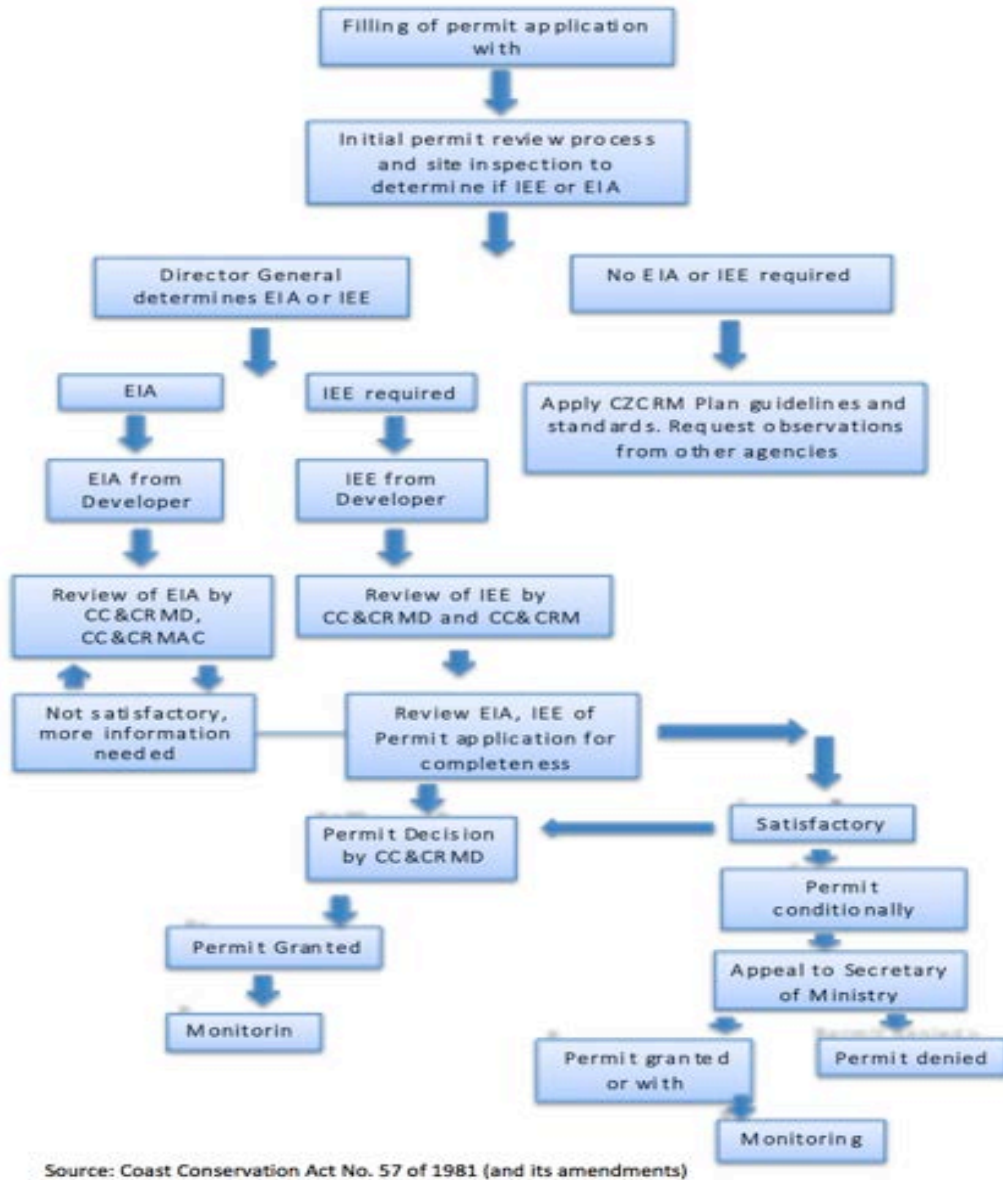 Filling of permit application
with
Initial permit review process
and site inspection to
determine if IEE or EIA
Director General
determines EIA or IEE
No EIA or IEE required
EIA
IEE required
Apply CZCRM Plan guidelines and
standards. Request observations
from other agencies
EIA from
Developer
IEE from
Developer
Review of EIA by
CC&CRMD,
CC&CRMAC
Review of IEE by
CC&CRMD and CC&CRM
Not satisfactory,
more information
needed
Review EIA, IEE of
Permit application for
completeness
Satisfactory
Permit Decision
by CC&CRMD
Permit
conditionally
Permit Granted
Appeal to Secretary
of Ministry
Monitorin
Permit granted
or with
Permit denied
Monitoring
Source: Coast Conservation Act No. 57 of 1981 (and its amendments)